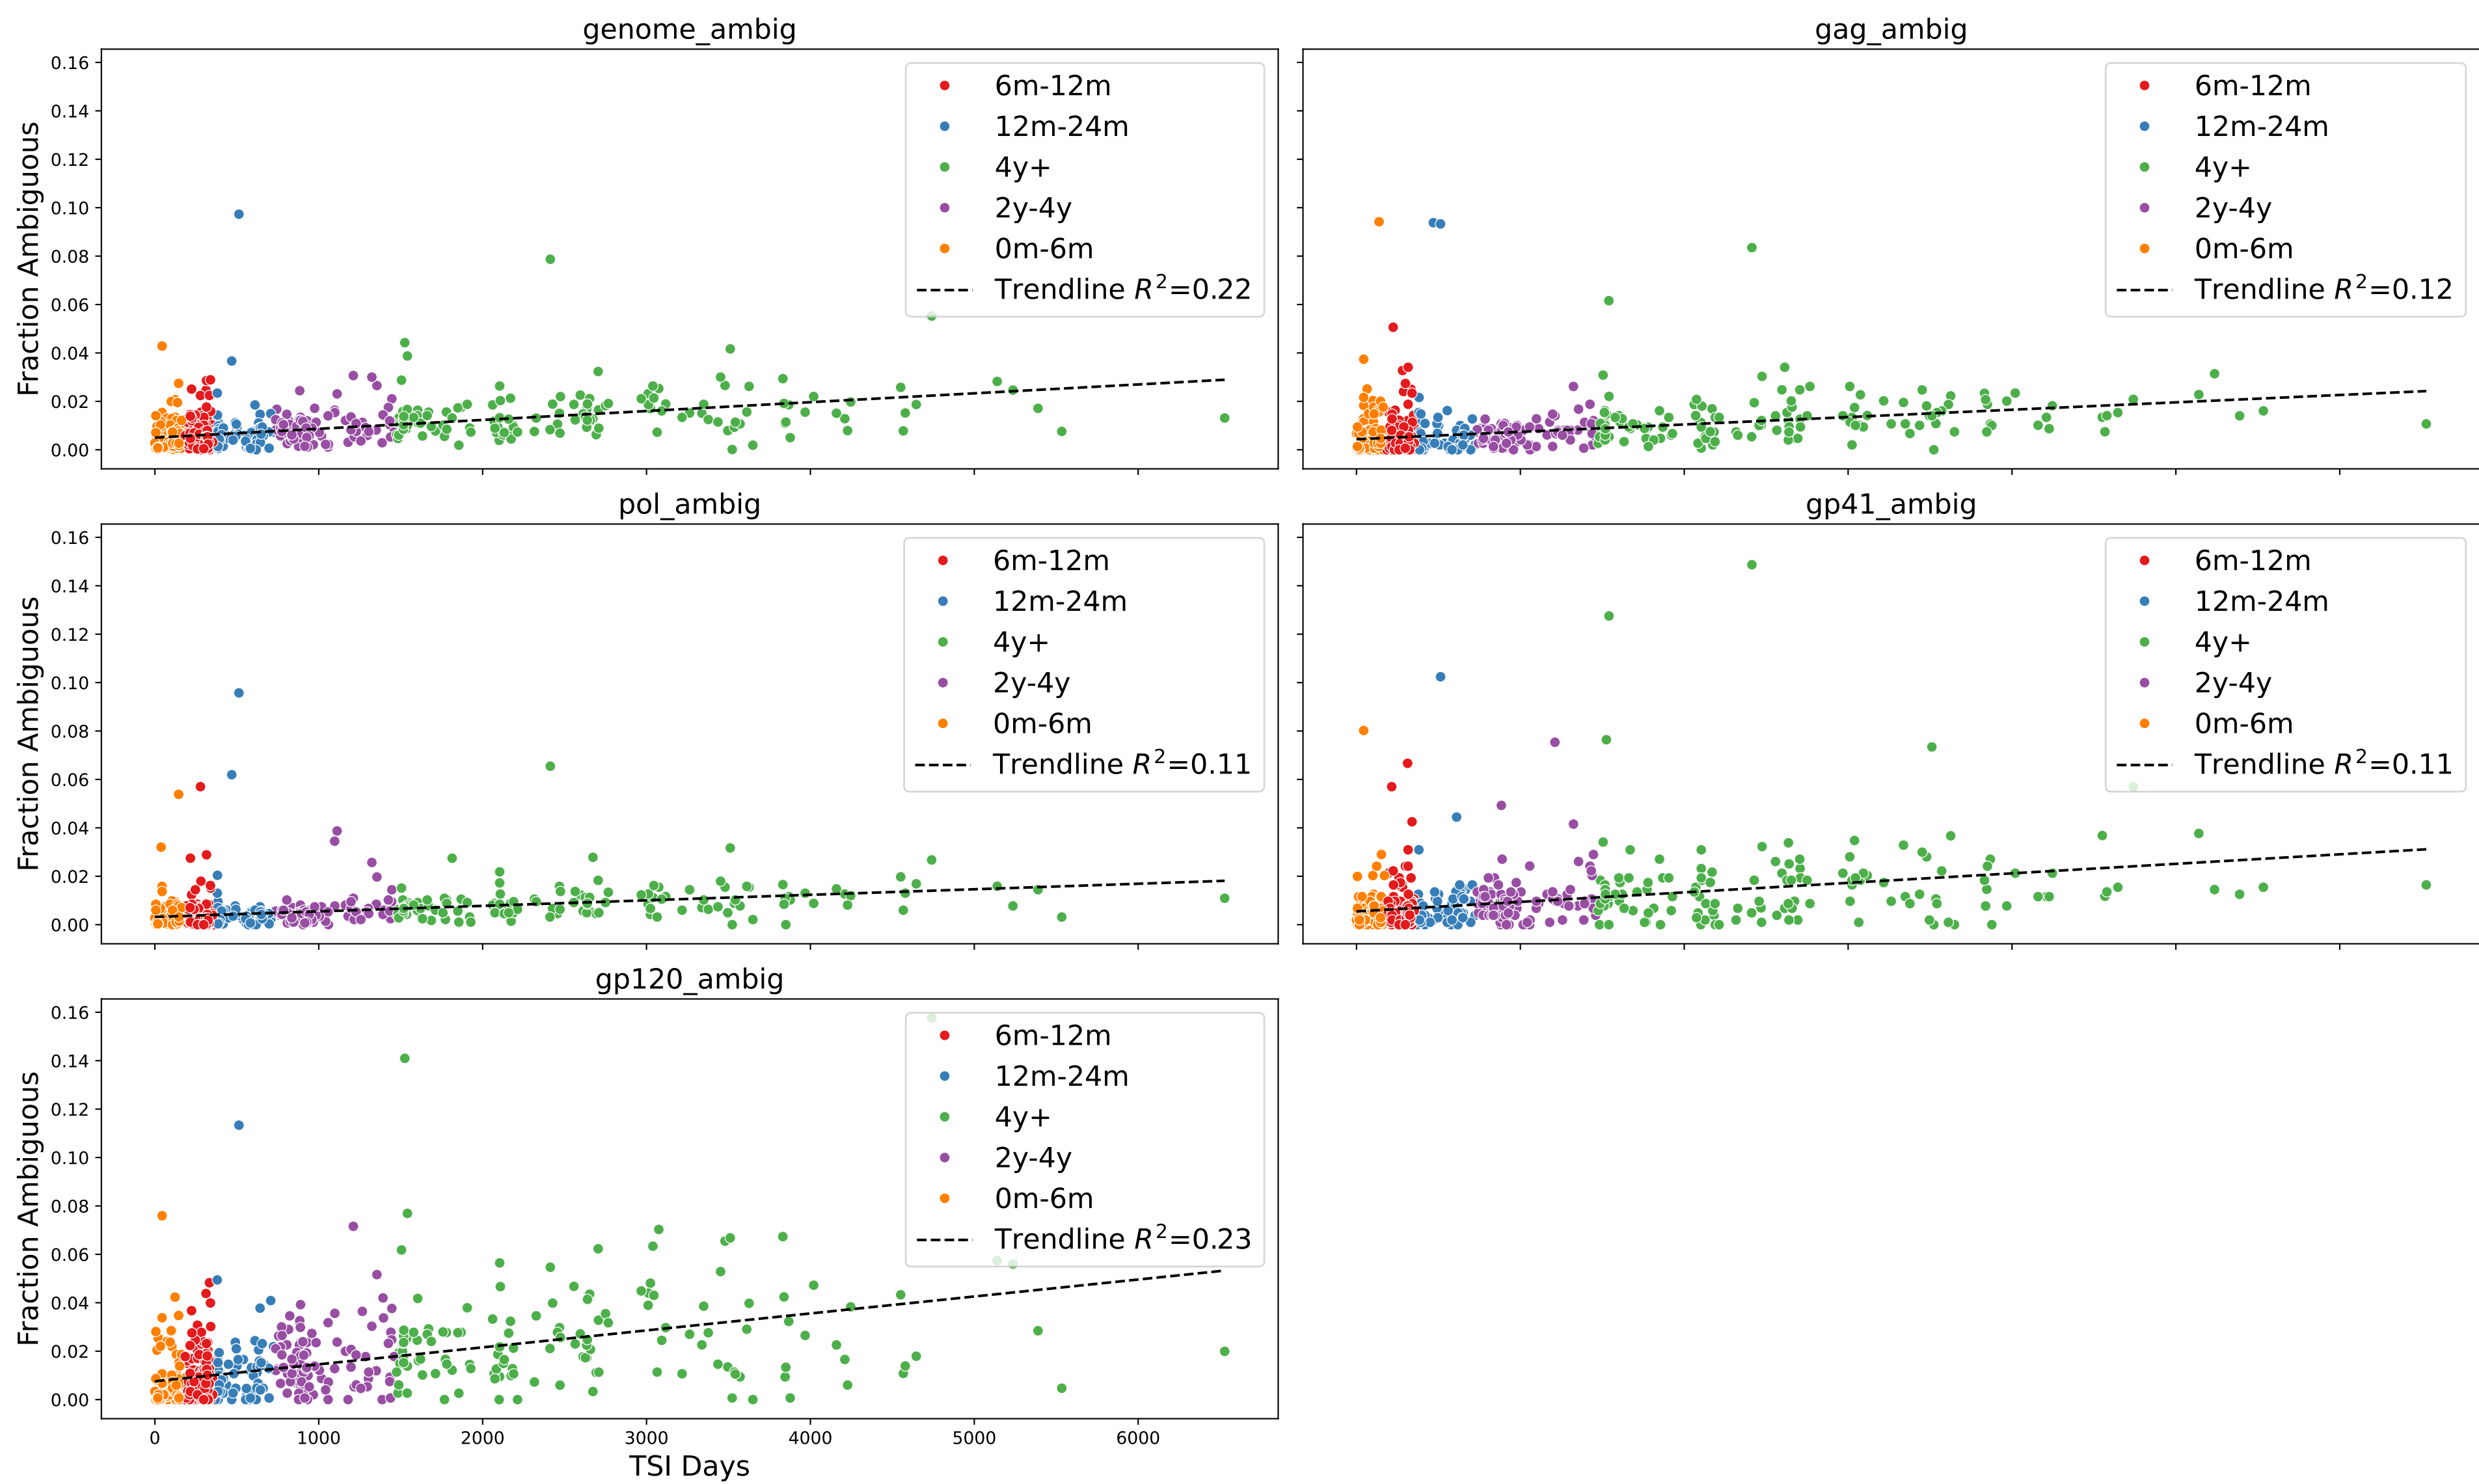 genome_ambig
Fraction Ambiguous
0.16
0.14
0.12
0.10
0.08
0.06
0.04
0.02
0.00
6m-12m
12m-24m
4y+
2y-4y
0m-6m
Trendline R²=0.22
gag_ambig
6m-12m
12m-24m
4y+
2y-4y
0m-6m
Trendline R²=0.12
pol_ambig
Fraction Ambiguous
0.16
0.14
0.12
0.10
0.08
0.06
0.04
0.02
0.00
6m-12m
12m-24m
4y+
2y-4y
0m-6m
Trendline R²=0.11
gp41_ambig
6m-12m
12m-24m
4y+
2y-4y
0m-6m
Trendline R²=0.11
gp120_ambig
Fraction Ambiguous
0.16
0.14
0.12
0.10
0.08
0.06
0.04
0.02
0.00
6m-12m
12m-24m
4y+
2y-4y
0m-6m
Trendline R²=0.23
0 1000 2000 3000 4000 5000 6000
TSI Days